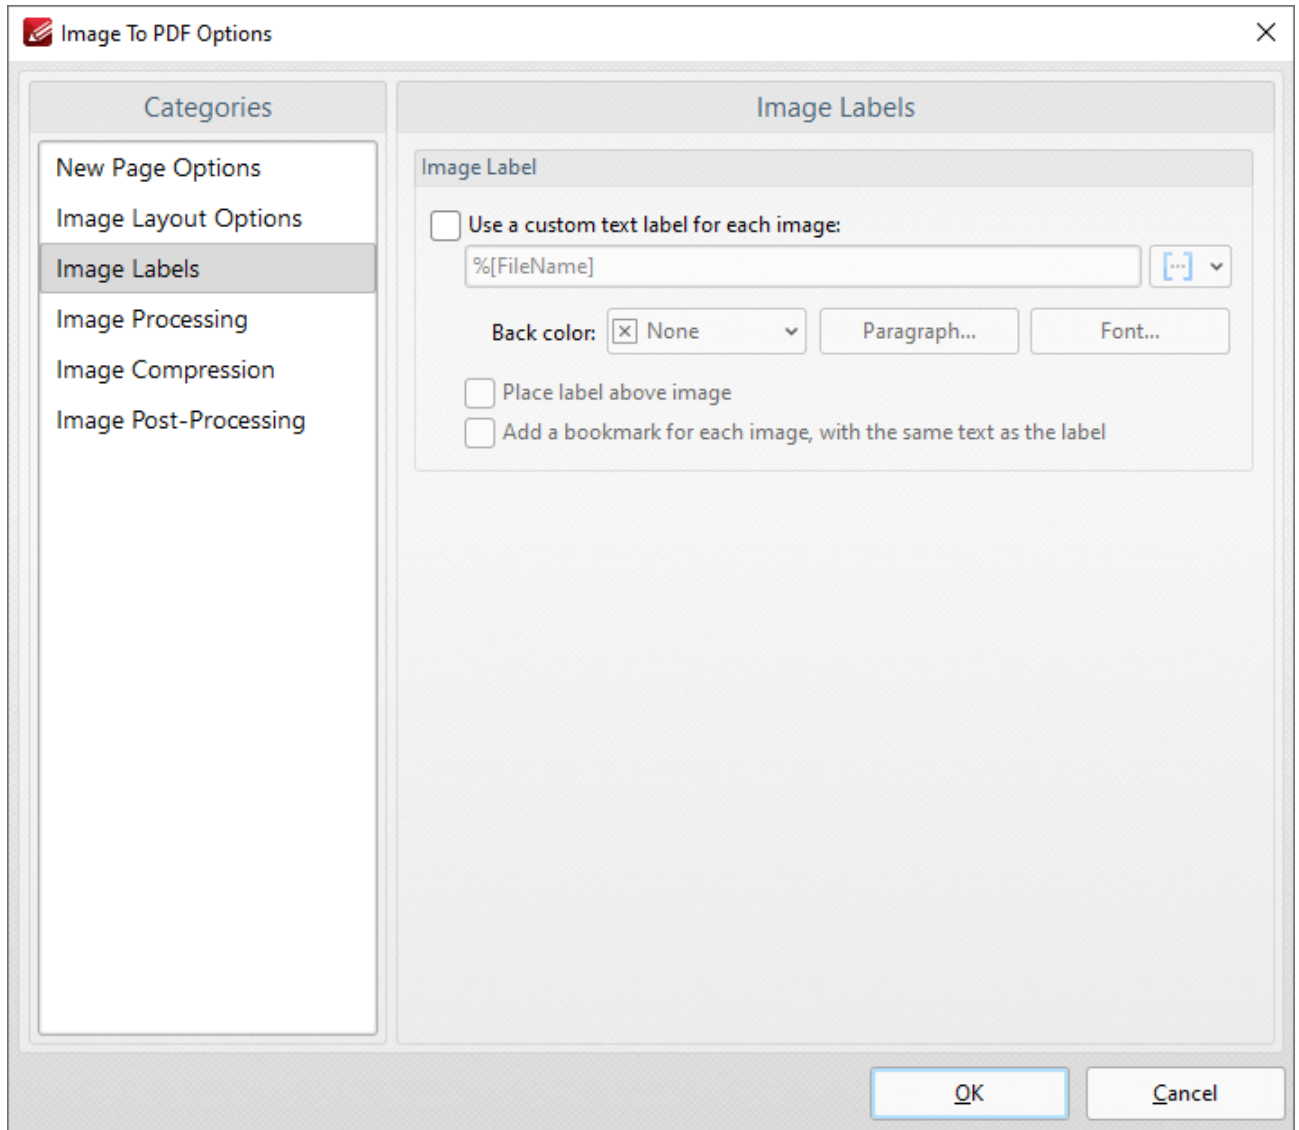 Image To PDF Options
Categories
New Page Options
Image Layout Options
Image Labels
Image Processing
Image Compression
Image Post-Processing
Image Labels
Image Label
Use a custom text label for each image:
%[FileName]
Back color: None Paragraph... Font...
Place label above image
Add a bookmark for each image, with the same text as the label
OK Cancel